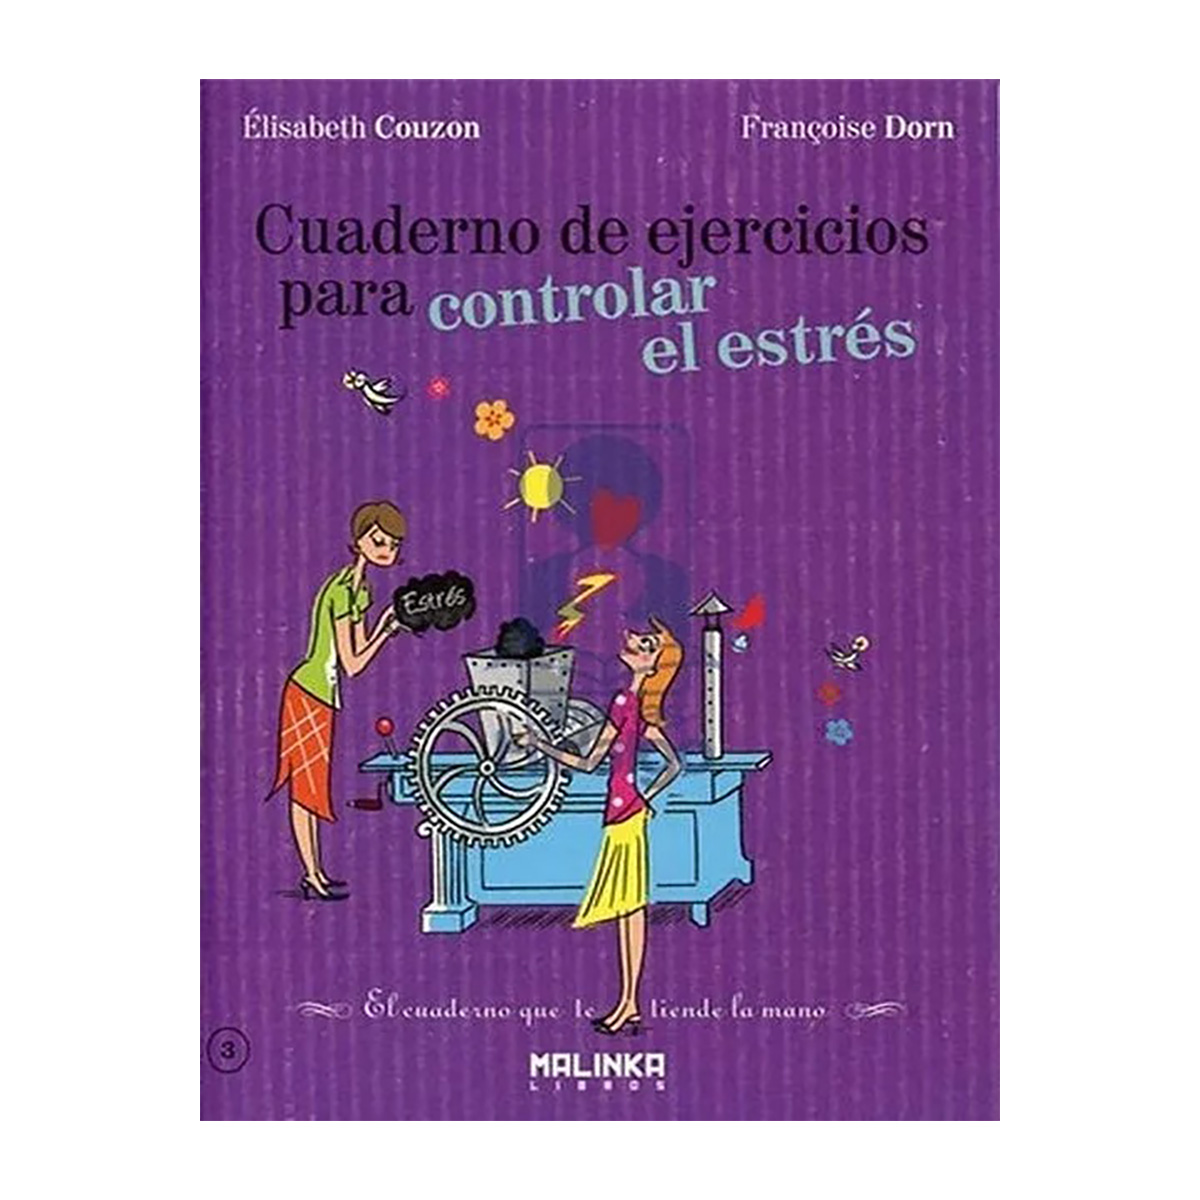 Élisabeth Couzon
Françoise Dorn
Cuaderno de ejercicios
para controlar
el estrés
Estrés
El cuaderno que te tiende la mano
3
MALINKA
LIBROS